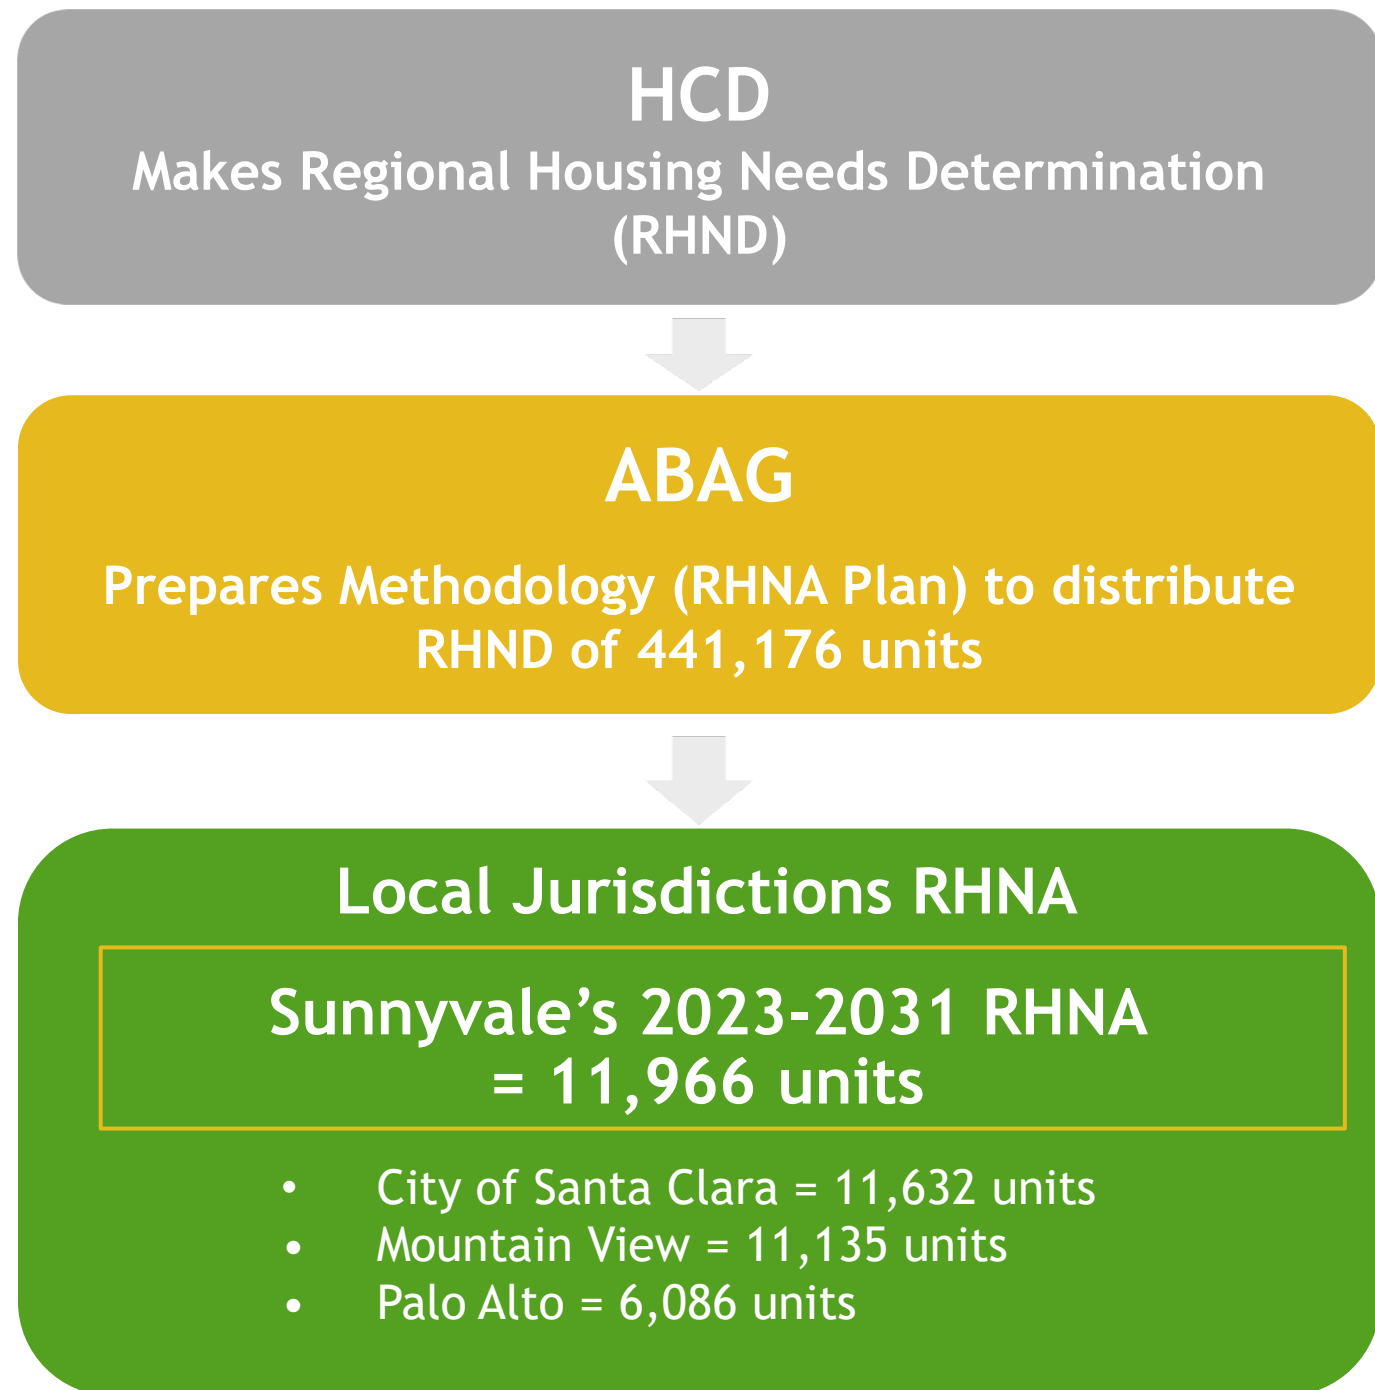 HCD
Makes Regional Housing Needs Determination
(RHND)
ABAG
Prepares Methodology (RHNA Plan) to distribute
RHND of 441,176 units
Local Jurisdictions RHNA
Sunnyvale’s 2023-2031 RHNA
= 11,966 units
• City of Santa Clara = 11,632 units
• Mountain View = 11,135 units
• Palo Alto = 6,086 units